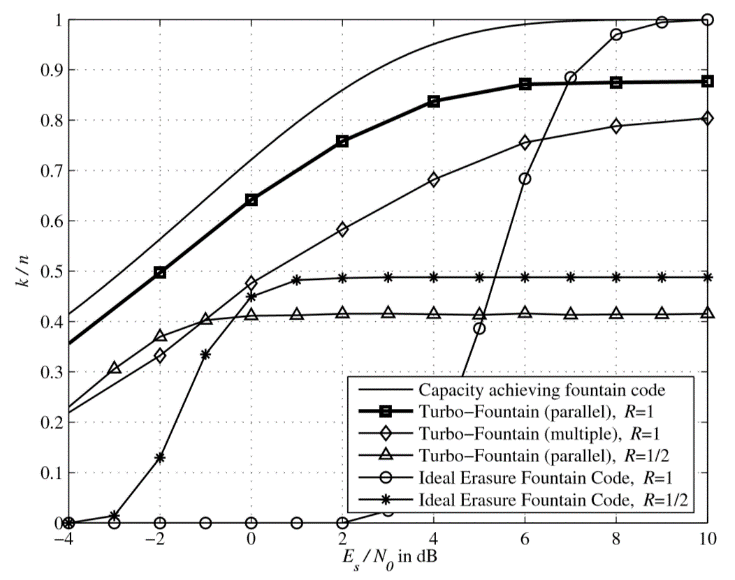 1
0.9
0.8
0.7
0.6
0.5
0.4
0.3
0.2
0.1
0
k / n
Capacity achieving fountain code
Turbo−Fountain (parallel), R=1
Turbo−Fountain (multiple), R=1
Turbo−Fountain (parallel), R=1/2
Ideal Erasure Fountain Code, R=1
Ideal Erasure Fountain Code, R=1/2
−4 −2 0 2 4 6 8 10
E_s / N_0 in dB